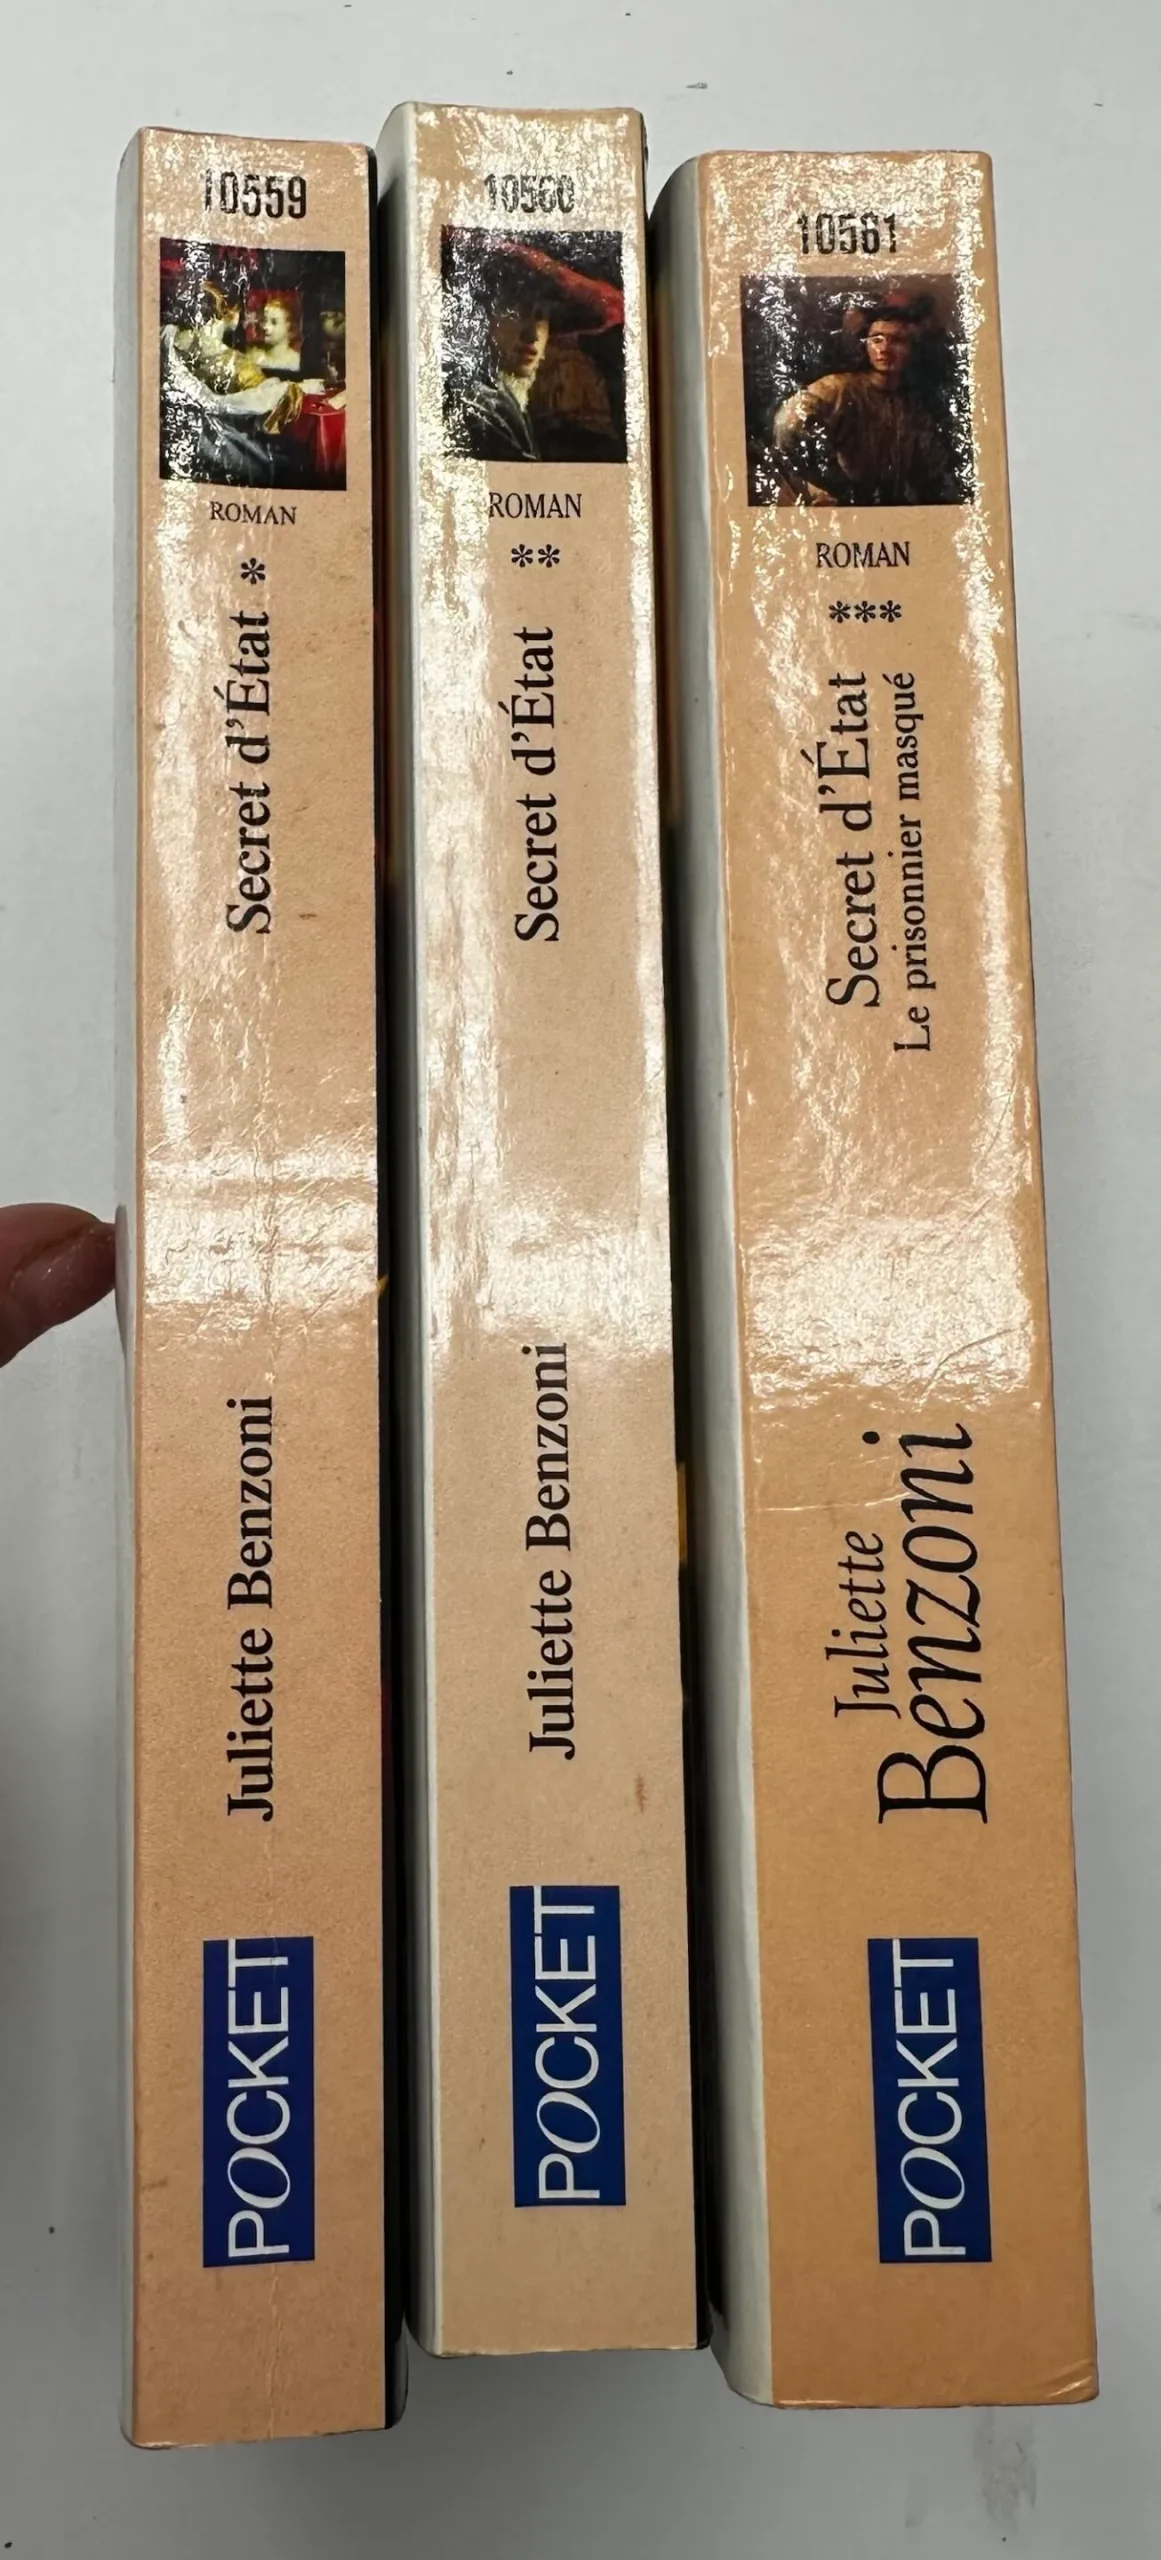 10559
ROMAN
*
Secret d'État
Juliette Benzoni
POCKET
10560
ROMAN
**
Secret d'État
Juliette Benzoni
POCKET
10561
ROMAN
***
Secret d'État
Le prisonnier masqué
Juliette
Benzoni
POCKET